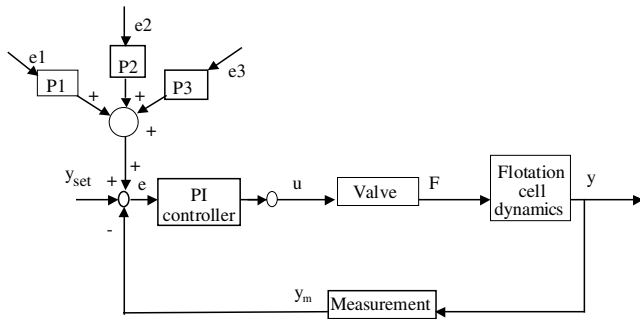 e2
e1
e3
P2
P1
P3
+
+
+
+
+
y_set
+
e
PI
controller
u
Valve
F
Flotation
cell
dynamics
y
-
y_m
Measurement